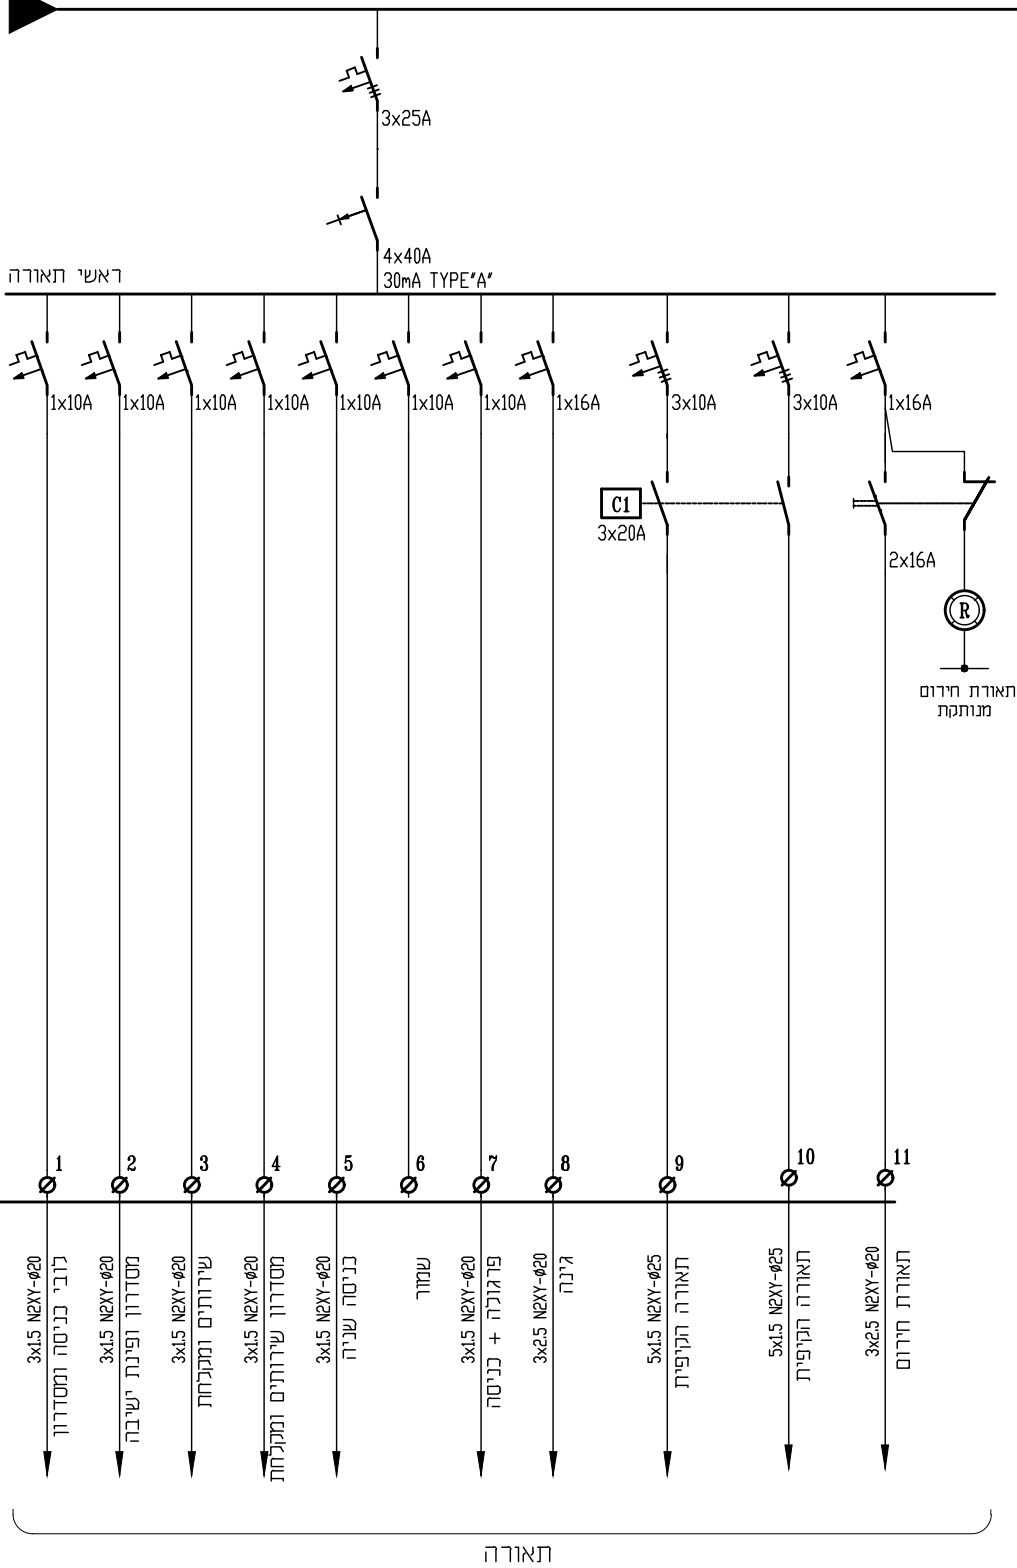 3x25A
4x40A
30mA TYPE"A"
ראשי תאורה
1x10A
1x10A
1x10A
1x10A
1x10A
1x10A
1x10A
1x16A
3x10A
3x10A
1x16A
C1
3x20A
2x16A
R
תאורת חירום
מנותקת
1
2
3
4
5
6
7
8
9
10
11
3x1.5 N2XY-ø20
לובי כניסה ומסדרון
3x1.5 N2XY-ø20
מסדרון ופינת ישיבה
3x1.5 N2XY-ø20
שירותים ומקלחת
3x1.5 N2XY-ø20
מסדרון שירותים ומקלחת
3x1.5 N2XY-ø20
כניסה שניה
שמור
3x1.5 N2XY-ø20
פרגולה + כניסה
3x2.5 N2XY-ø20
גינה
5x1.5 N2XY-ø25
תאורה הקיפית
5x1.5 N2XY-ø25
תאורה הקיפית
3x2.5 N2XY-ø20
תאורת חירום
תאורה